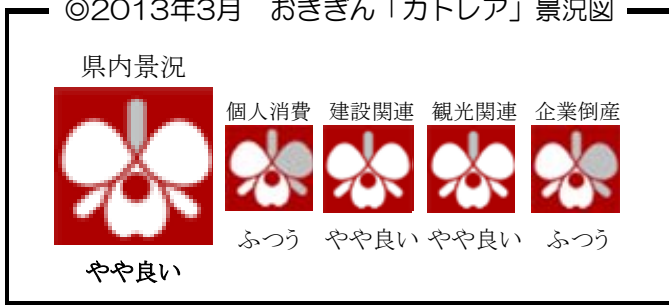 ◎2013年3月　おきぎん「カトレア」景況図
県内景況
個人消費　建設関連　観光関連　企業倒産
ふつう　やや良い　やや良い　ふつう
やや良い